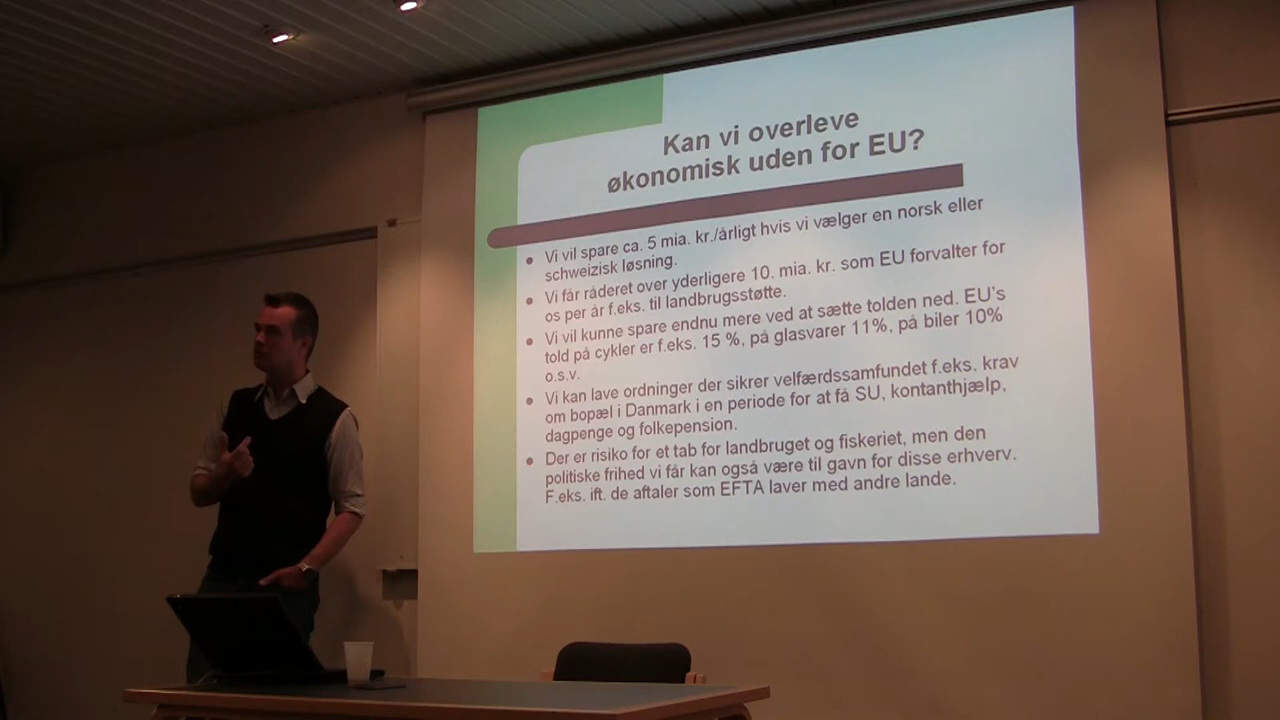 Kan vi overleve
økonomisk uden for EU?
Vi vil spare ca. 5 mia. kr./årligt hvis vi vælger en norsk eller
schweizisk løsning.
Vi får råderet over yderligere 10. mia. kr. som EU forvalter for
os per år f.eks. til landbrugsstøtte.
Vi vil kunne spare endnu mere ved at sætte tolden ned. EU's
told på cykler er f.eks. 15 %, på glasvarer 11%, på biler 10%
o.s.v.
Vi kan lave ordninger der sikrer velfærdssamfundet f.eks. krav
om bopæl i Danmark i en periode for at få SU, kontanthjælp,
dagpenge og folkepension.
Der er risiko for et tab for landbruget og fiskeriet, men den
politiske frihed vi får kan også være til gavn for disse erhverv.
F.eks. ift. de aftaler som EFTA laver med andre lande.